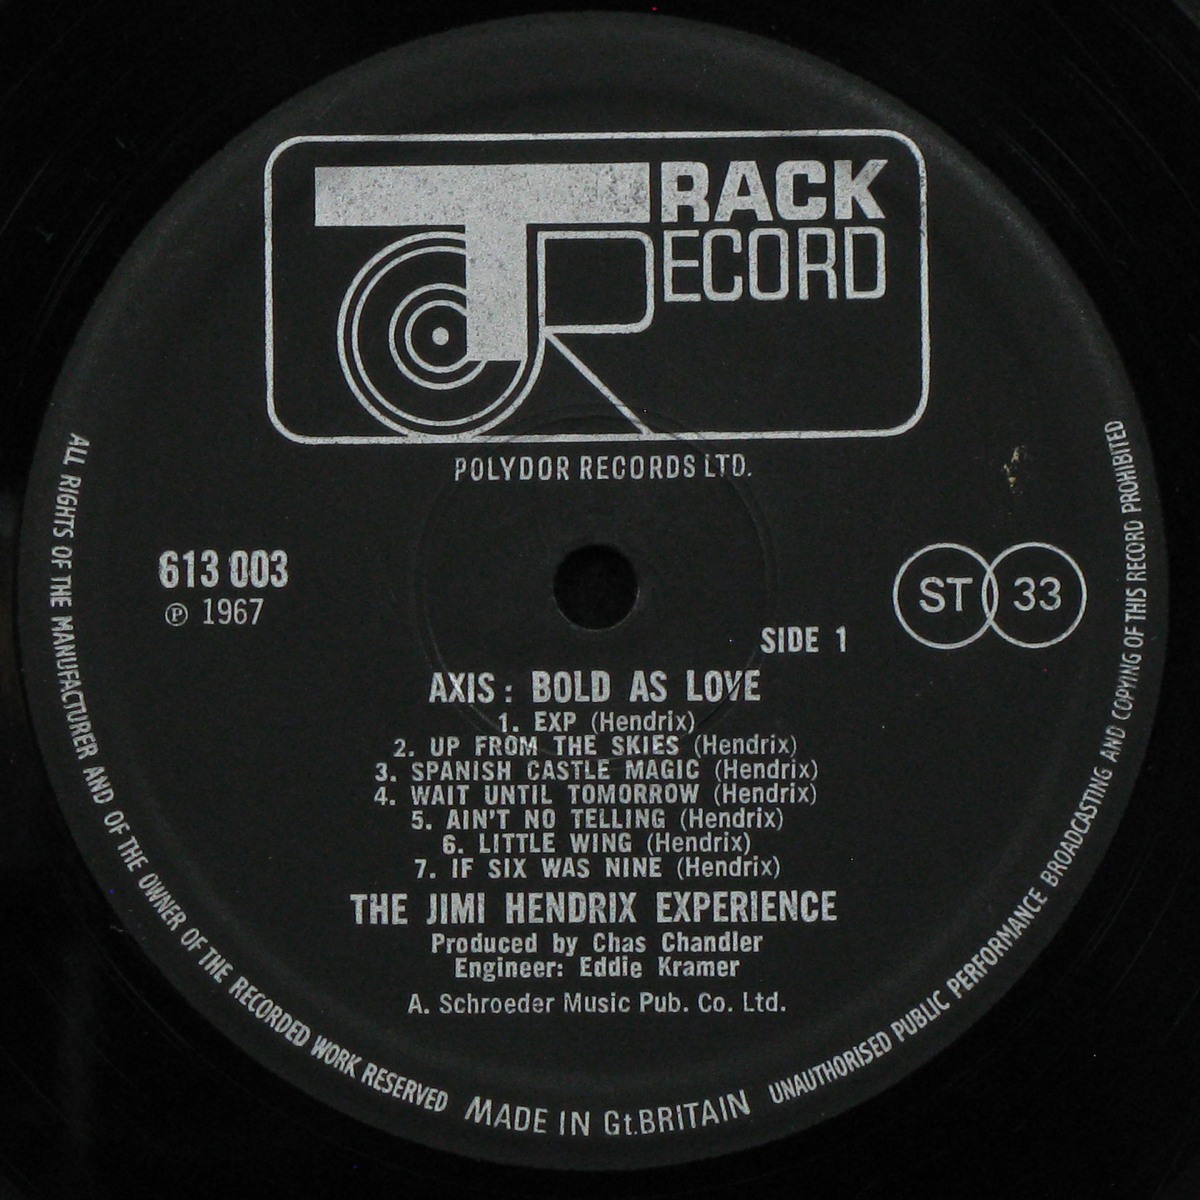 TRACK
RECORD
POLYDOR RECORDS LTD.
613 003
℗ 1967
ST 33
SIDE 1
AXIS: BOLD AS LOVE
1. EXP (Hendrix)
2. UP FROM THE SKIES (Hendrix)
3. SPANISH CASTLE MAGIC (Hendrix)
4. WAIT UNTIL TOMORROW (Hendrix)
5. AIN'T NO TELLING (Hendrix)
6. LITTLE WING (Hendrix)
7. IF SIX WAS NINE (Hendrix)
THE JIMI HENDRIX EXPERIENCE
Produced by Chas Chandler
Engineer: Eddie Kramer
A. Schroeder Music Pub. Co. Ltd.
ALL RIGHTS OF THE MANUFACTURER AND OF THE OWNER OF THE RECORDED WORK RESERVED
MADE IN Gt.BRITAIN
UNAUTHORISED PUBLIC PERFORMANCE BROADCASTING AND COPYING OF THIS RECORD PROHIBITED